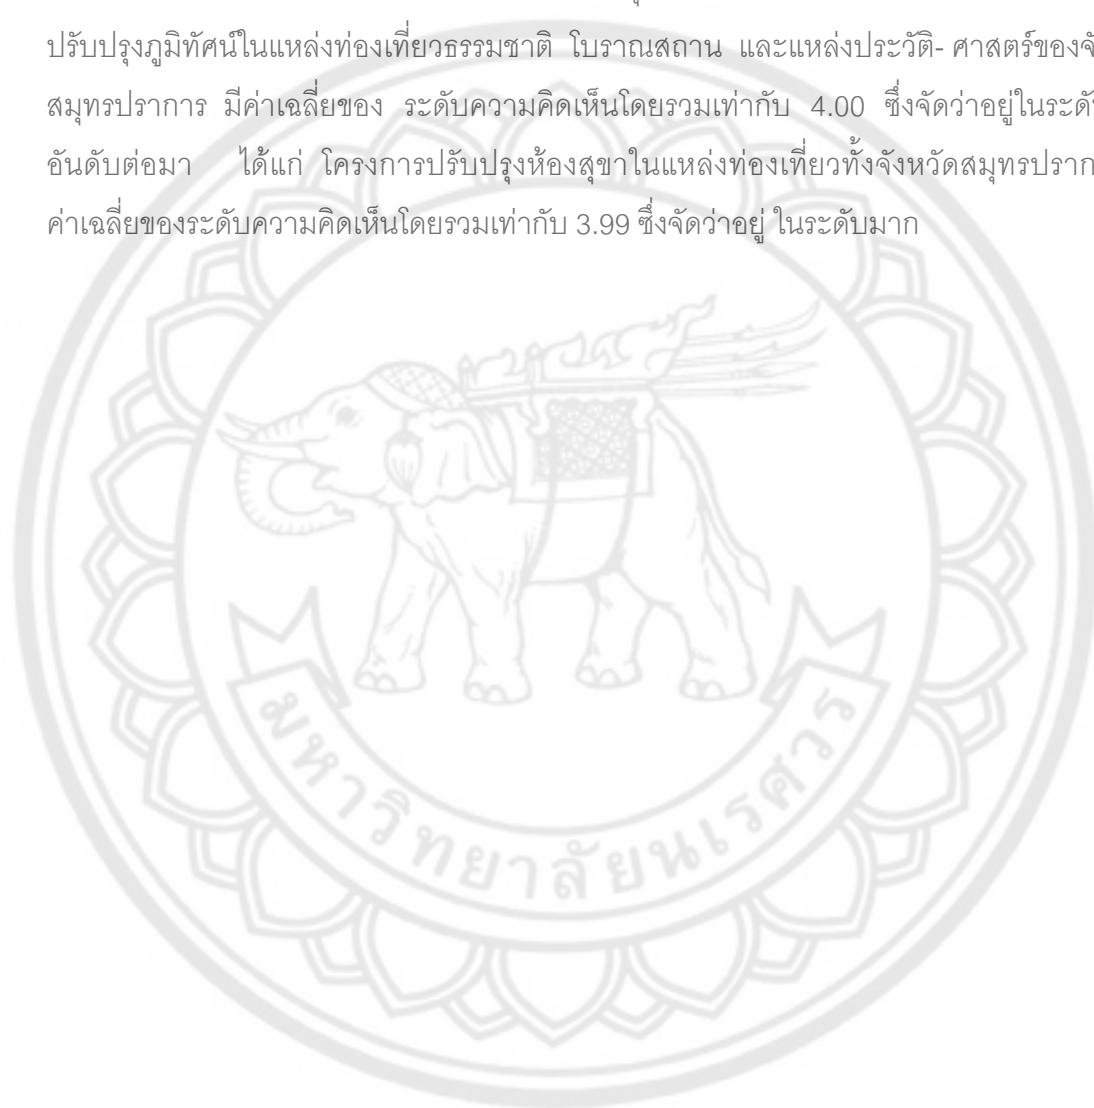 ปรับปรุงภูมิทัศน์ในแหล่งท่องเที่ยวธรรมชาติ โบราณสถาน และแหล่งประวัติ- ศาสตร์ของจั
สมุทรปราการ มีค่าเฉลี่ยของ ระดับความคิดเห็นโดยรวมเท่ากับ 4.00 ซึ่งจัดว่าอยู่ในระดั
อันดับต่อมา ได้แก่ โครงการปรับปรุงห้องสุขาในแหล่งท่องเที่ยวทั้งจังหวัดสมุทรปราก
ค่าเฉลี่ยของระดับความคิดเห็นโดยรวมเท่ากับ 3.99 ซึ่งจัดว่าอยู่ ในระดับมาก
มหาวิทยาลัยนเรศวร